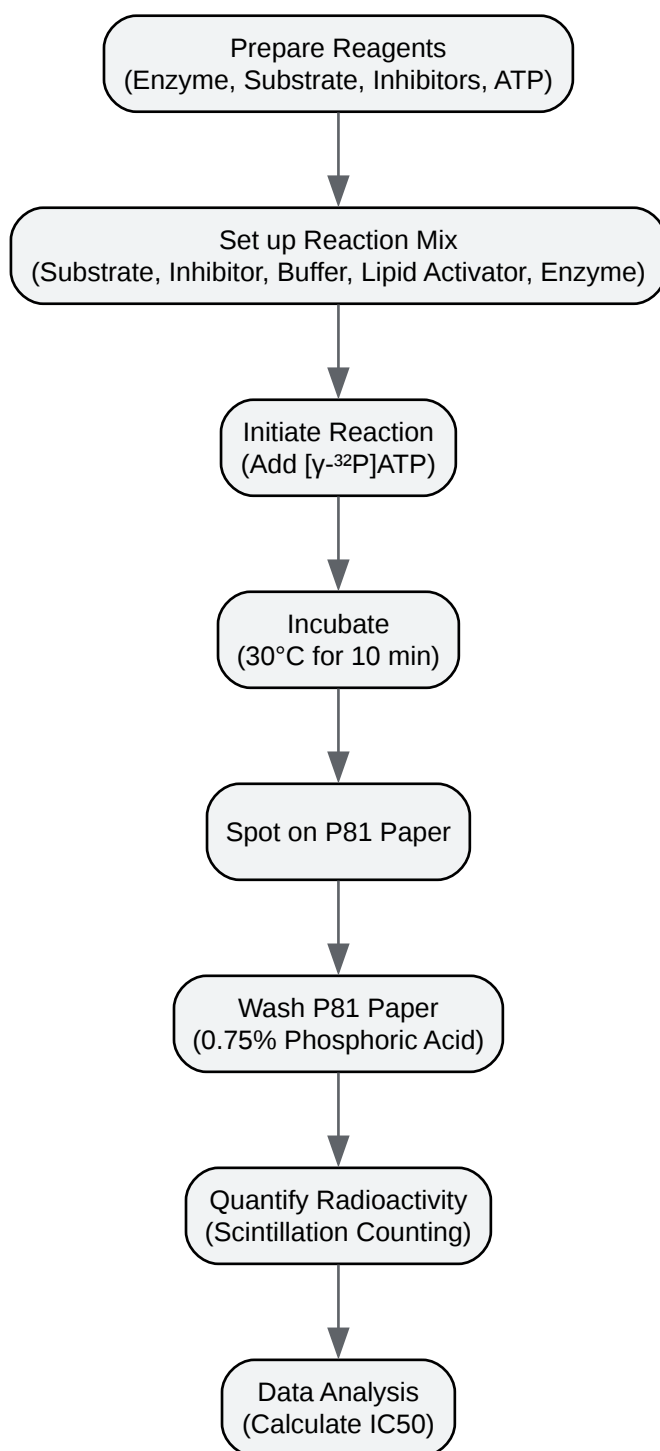 Prepare Reagents
(Enzyme, Substrate, Inhibitors, ATP)
Set up Reaction Mix
(Substrate, Inhibitor, Buffer, Lipid Activator, Enzyme)
Initiate Reaction
(Add [γ-³²P]ATP)
Incubate
(30°C for 10 min)
Spot on P81 Paper
Wash P81 Paper
(0.75% Phosphoric Acid)
Quantify Radioactivity
(Scintillation Counting)
Data Analysis
(Calculate IC50)